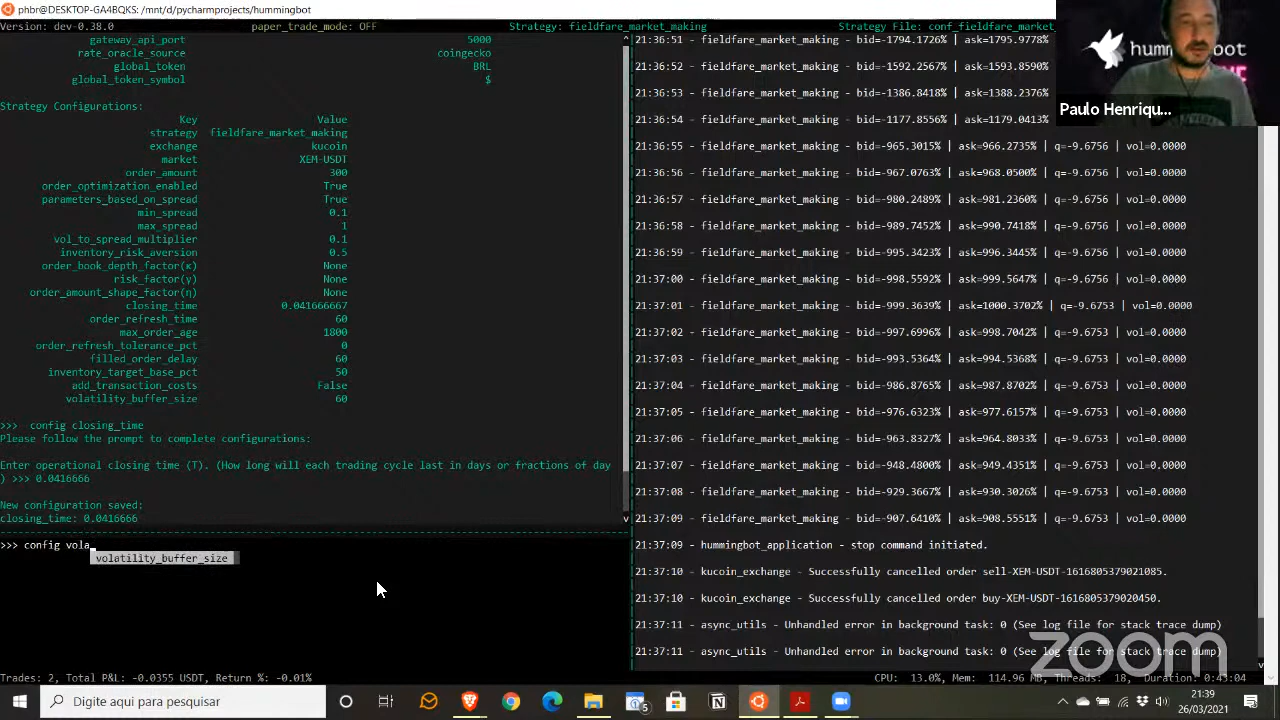 phbr@DESKTOP-GA4BQKS: /mnt/d/pycharmprojects/hummingbot
Version: dev-0.38.0 paper_trade_mode: OFF Strategy: fieldfare_market_making Strategy File: conf_fieldfare_market
gateway_api_port 5000
rate_oracle_source coingecko
global_token BRL
global_token_symbol $
Strategy Configurations:
Key Value
strategy fieldfare_market_making
exchange kucoin
market XEM-USDT
order_amount 300
order_optimization_enabled True
parameters_based_on_spread True
min_spread 0.1
max_spread 1
vol_to_spread_multiplier 0.1
inventory_risk_aversion 0.5
order_book_depth_factor(κ) None
risk_factor(γ) None
order_amount_shape_factor(η) None
closing_time 0.041666667
order_refresh_time 60
max_order_age 1800
order_refresh_tolerance_pct 0
filled_order_delay 60
inventory_target_base_pct 50
add_transaction_costs False
volatility_buffer_size 60
>>> config closing_time
Please follow the prompt to complete configurations:
Enter operational closing time (T). (How long will each trading cycle last in days or fractions of day
) >>> 0.0416666
New configuration saved:
closing_time: 0.0416666
>>> config vola
volatility_buffer_size
21:36:51 - fieldfare_market_making - bid=-1794.1726% | ask=1795.9778%
21:36:52 - fieldfare_market_making - bid=-1592.2567% | ask=1593.8590%
21:36:53 - fieldfare_market_making - bid=-1386.8418% | ask=1388.2376%
21:36:54 - fieldfare_market_making - bid=-1177.8556% | ask=1179.0413%
21:36:55 - fieldfare_market_making - bid=-965.3015% | ask=966.2735% | q=-9.6756 | vol=0.0000
21:36:56 - fieldfare_market_making - bid=-967.0763% | ask=968.0500% | q=-9.6756 | vol=0.0000
21:36:57 - fieldfare_market_making - bid=-980.2489% | ask=981.2360% | q=-9.6756 | vol=0.0000
21:36:58 - fieldfare_market_making - bid=-989.7452% | ask=990.7418% | q=-9.6756 | vol=0.0000
21:36:59 - fieldfare_market_making - bid=-995.3423% | ask=996.3445% | q=-9.6756 | vol=0.0000
21:37:00 - fieldfare_market_making - bid=-998.5592% | ask=999.5647% | q=-9.6756 | vol=0.0000
21:37:01 - fieldfare_market_making - bid=-999.3639% | ask=1000.3702% | q=-9.6753 | vol=0.0000
21:37:02 - fieldfare_market_making - bid=-997.6996% | ask=998.7042% | q=-9.6753 | vol=0.0000
21:37:03 - fieldfare_market_making - bid=-993.5364% | ask=994.5368% | q=-9.6753 | vol=0.0000
21:37:04 - fieldfare_market_making - bid=-986.8765% | ask=987.8702% | q=-9.6753 | vol=0.0000
21:37:05 - fieldfare_market_making - bid=-976.6323% | ask=977.6157% | q=-9.6753 | vol=0.0000
21:37:06 - fieldfare_market_making - bid=-963.8327% | ask=964.8033% | q=-9.6753 | vol=0.0000
21:37:07 - fieldfare_market_making - bid=-948.4800% | ask=949.4351% | q=-9.6753 | vol=0.0000
21:37:08 - fieldfare_market_making - bid=-929.3667% | ask=930.3026% | q=-9.6753 | vol=0.0000
21:37:09 - fieldfare_market_making - bid=-907.6410% | ask=908.5551% | q=-9.6753 | vol=0.0000
21:37:09 - hummingbot_application - stop command initiated.
21:37:10 - kucoin_exchange - Successfully cancelled order sell-XEM-USDT-1616805379021085.
21:37:10 - kucoin_exchange - Successfully cancelled order buy-XEM-USDT-1616805379020450.
21:37:11 - async_utils - Unhandled error in background task: 0 (See log file for stack trace dump)
21:37:11 - async_utils - Unhandled error in background task: 0 (See log file for stack trace dump)
Paulo Henriqu...
zoom
Trades: 2, Total P&L: -0.0355 USDT, Return %: -0.01% CPU: 13.0%, Mem: 114.96 MB, Threads: 18, Duration: 0:43:04
Digite aqui para pesquisar
21:39
26/03/2021